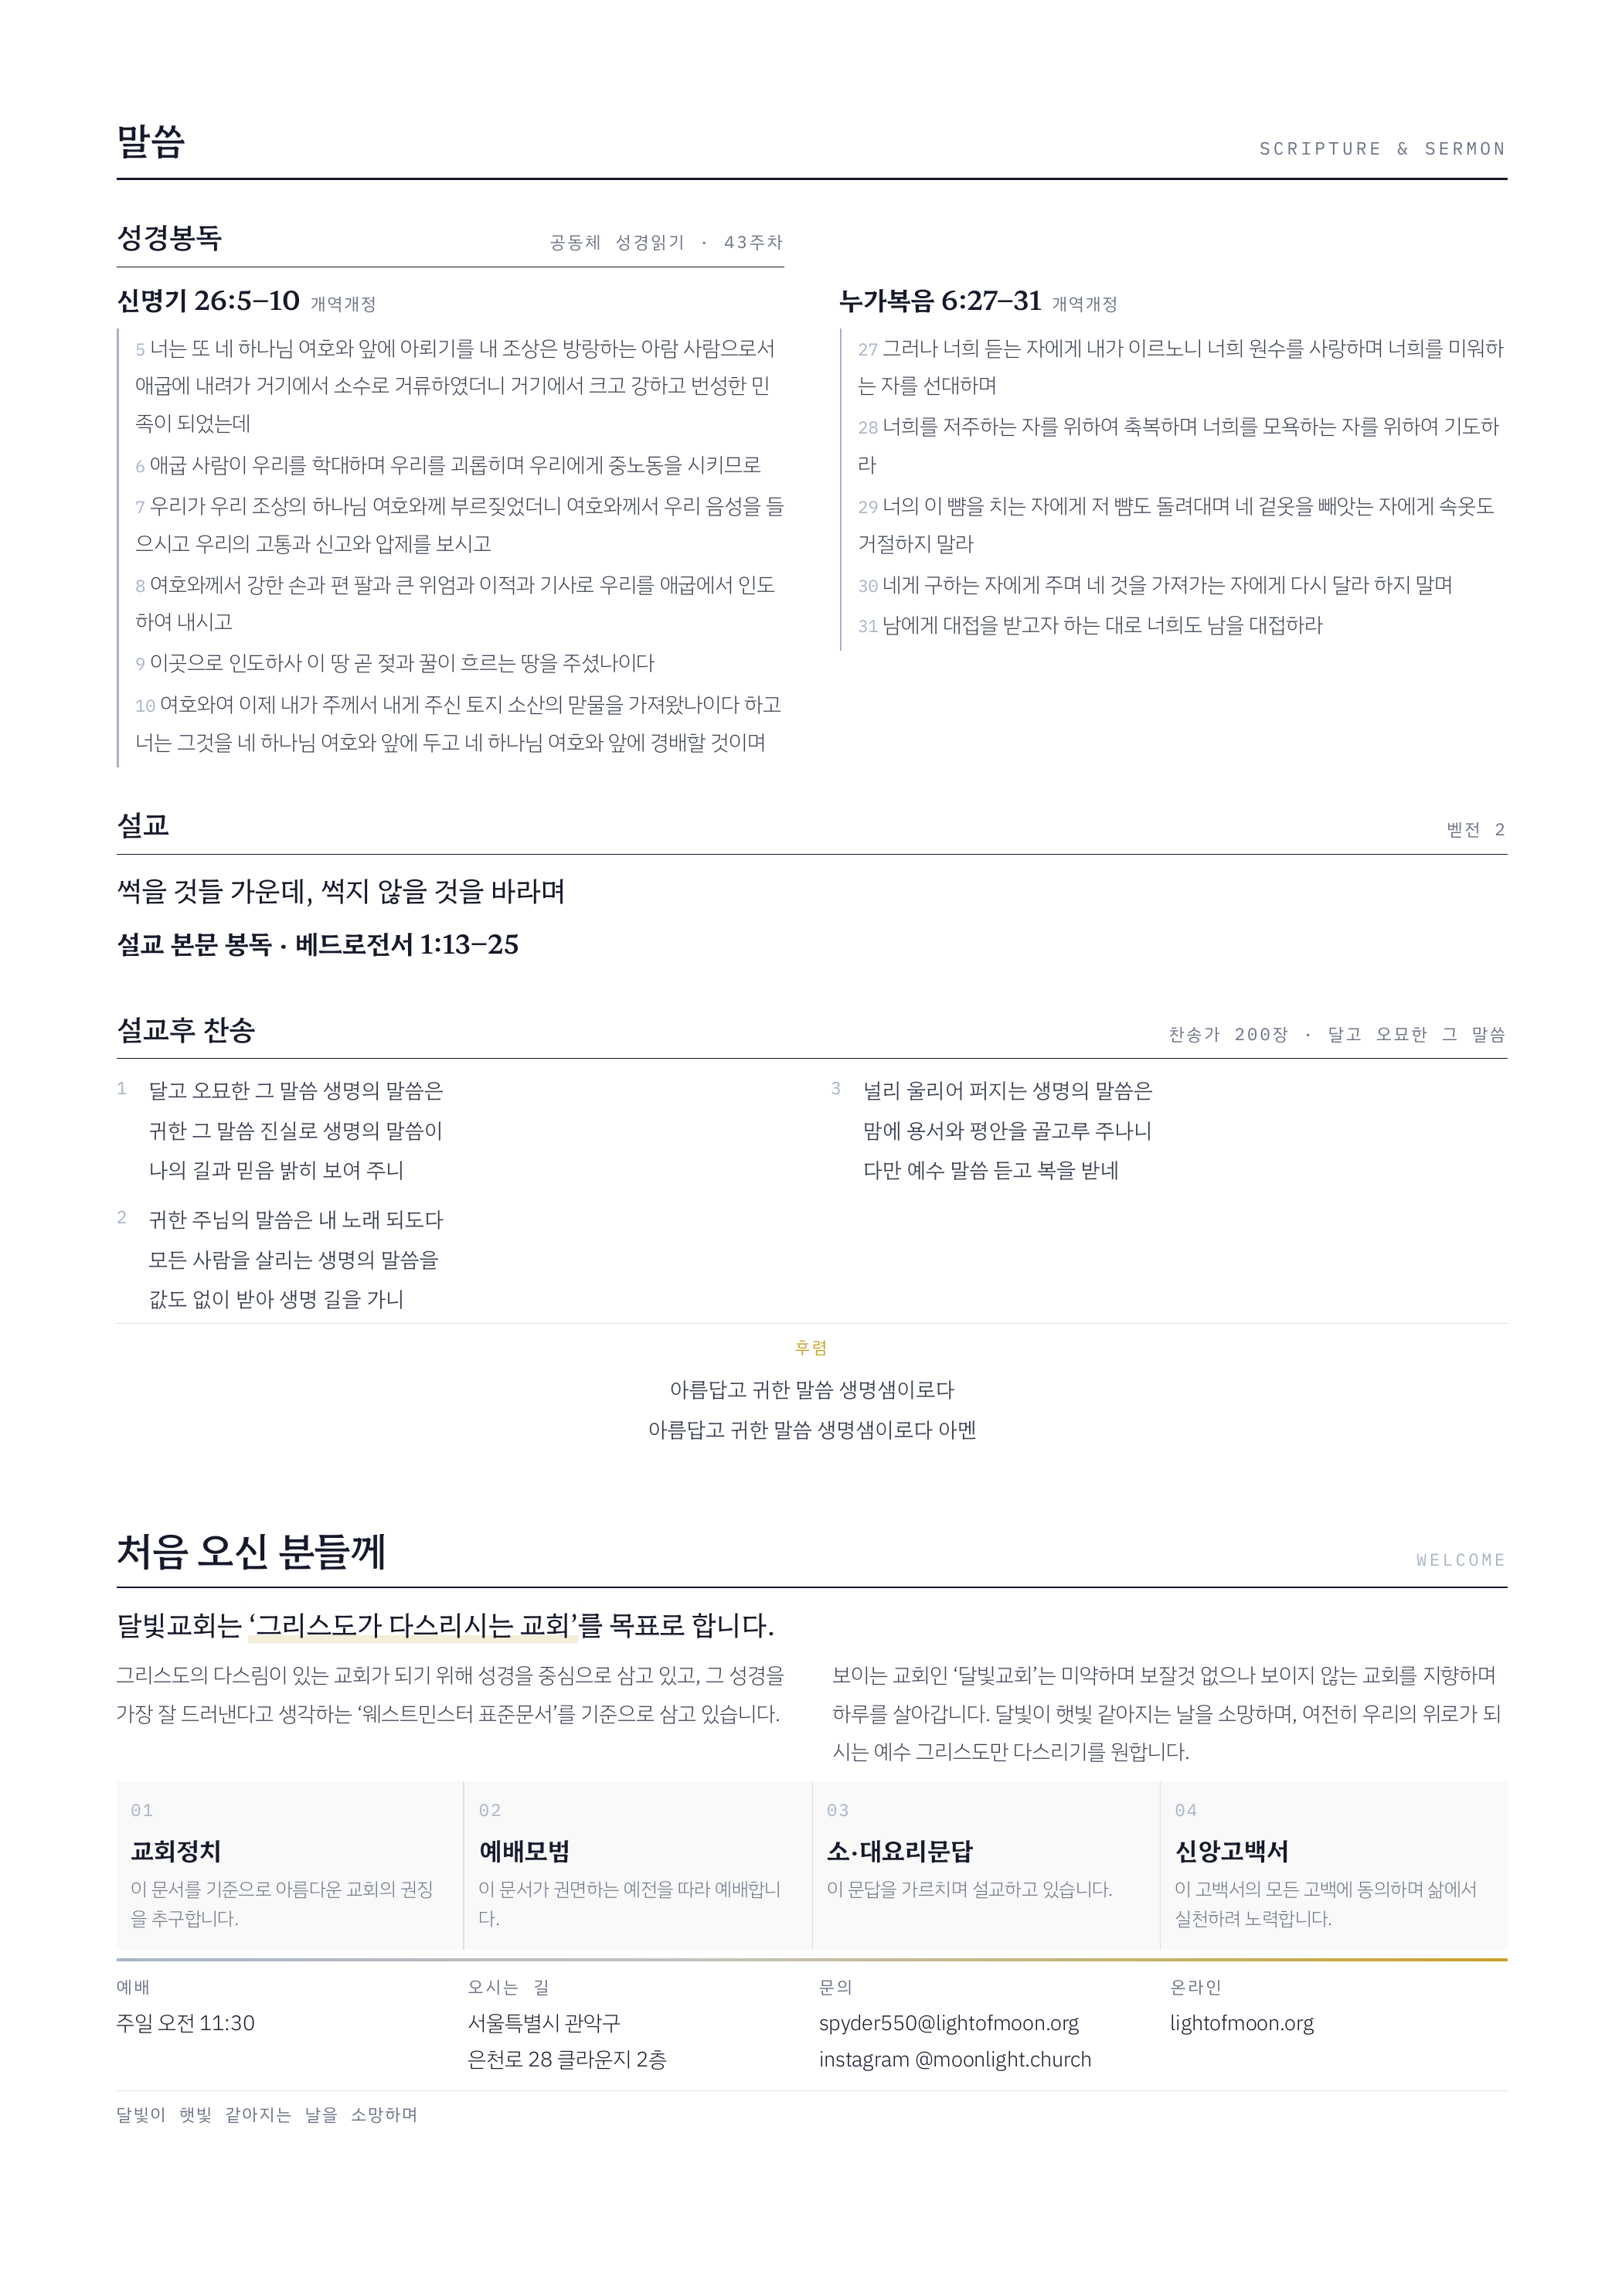 말씀
SCRIPTURE & SERMON
성경봉독
공동체 성경읽기 · 43주차
신명기 26:5–10 개역개정
5 너는 또 네 하나님 여호와 앞에 아뢰기를 내 조상은 방랑하는 아람 사람으로서
애굽에 내려가 거기에서 소수로 거류하였더니 거기에서 크고 강하고 번성한 민
족이 되었는데
6 애굽 사람이 우리를 학대하며 우리를 괴롭히며 우리에게 중노동을 시키므로
7 우리가 우리 조상의 하나님 여호와께 부르짖었더니 여호와께서 우리 음성을 들
으시고 우리의 고통과 신고와 압제를 보시고
8 여호와께서 강한 손과 편 팔과 큰 위엄과 이적과 기사로 우리를 애굽에서 인도
하여 내시고
9 이곳으로 인도하사 이 땅 곧 젖과 꿀이 흐르는 땅을 주셨나이다
10 여호와여 이제 내가 주께서 내게 주신 토지 소산의 맏물을 가져왔나이다 하고
너는 그것을 네 하나님 여호와 앞에 두고 네 하나님 여호와 앞에 경배할 것이며
누가복음 6:27–31 개역개정
27 그러나 너희 듣는 자에게 내가 이르노니 너희 원수를 사랑하며 너희를 미워하
는 자를 선대하며
28 너희를 저주하는 자를 위하여 축복하며 너희를 모욕하는 자를 위하여 기도하
라
29 너의 이 뺨을 치는 자에게 저 뺨도 돌려대며 네 겉옷을 빼앗는 자에게 속옷도
거절하지 말라
30 네게 구하는 자에게 주며 네 것을 가져가는 자에게 다시 달라 하지 말며
31 남에게 대접을 받고자 하는 대로 너희도 남을 대접하라
설교
벧전 2
썩을 것들 가운데, 썩지 않을 것을 바라며
설교 본문 봉독 · 베드로전서 1:13–25
설교후 찬송
찬송가 200장 · 달고 오묘한 그 말씀
1 달고 오묘한 그 말씀 생명의 말씀은
귀한 그 말씀 진실로 생명의 말씀이
나의 길과 믿음 밝히 보여 주니
2 귀한 주님의 말씀은 내 노래 되도다
모든 사람을 살리는 생명의 말씀을
값도 없이 받아 생명 길을 가니
3 널리 울리어 퍼지는 생명의 말씀은
맘에 용서와 평안을 골고루 주나니
다만 예수 말씀 듣고 복을 받네
후렴
아름답고 귀한 말씀 생명샘이로다
아름답고 귀한 말씀 생명샘이로다 아멘
처음 오신 분들께
WELCOME
달빛교회는 ‘그리스도가 다스리시는 교회’를 목표로 합니다.
그리스도의 다스림이 있는 교회가 되기 위해 성경을 중심으로 삼고 있고, 그 성경을
가장 잘 드러낸다고 생각하는 ‘웨스트민스터 표준문서’를 기준으로 삼고 있습니다.
보이는 교회인 ‘달빛교회’는 미약하며 보잘것 없으나 보이지 않는 교회를 지향하며
하루를 살아갑니다. 달빛이 햇빛 같아지는 날을 소망하며, 여전히 우리의 위로가 되
시는 예수 그리스도만 다스리기를 원합니다.
01
교회정치
이 문서를 기준으로 아름다운 교회의 권징
을 추구합니다.
02
예배모범
이 문서가 권면하는 예전을 따라 예배합니
다.
03
소·대요리문답
이 문답을 가르치며 설교하고 있습니다.
04
신앙고백서
이 고백서의 모든 고백에 동의하며 삶에서
실천하려 노력합니다.
예배
주일 오전 11:30
오시는 길
서울특별시 관악구
은천로 28 클라운지 2층
문의
spyder550@lightofmoon.org
instagram @moonlight.church
온라인
lightofmoon.org
달빛이 햇빛 같아지는 날을 소망하며